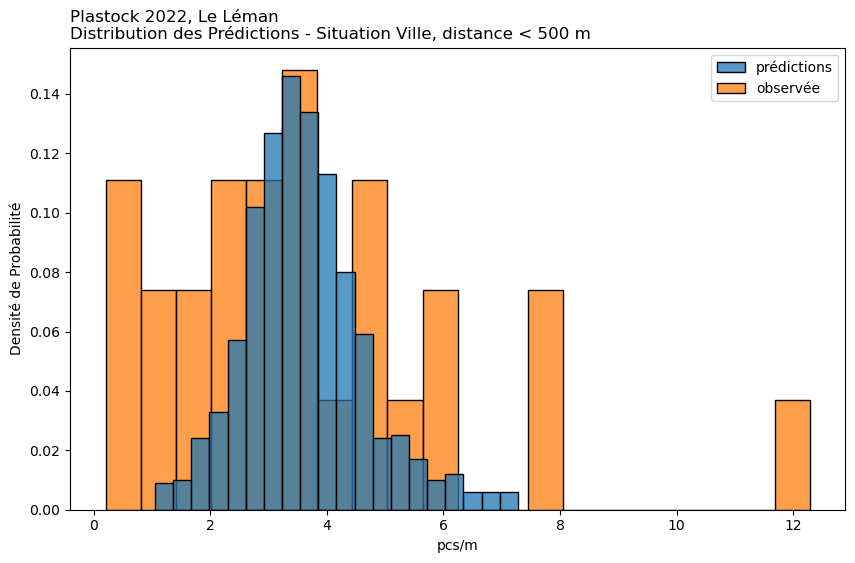 Plastock 2022, Le Léman
Distribution des Prédictions - Situation Ville, distance < 500 m
prédictions
observée
Densité de Probabilité
0.14
0.12
0.10
0.08
0.06
0.04
0.02
0.00
0 2 4 6 8 10 12
pcs/m